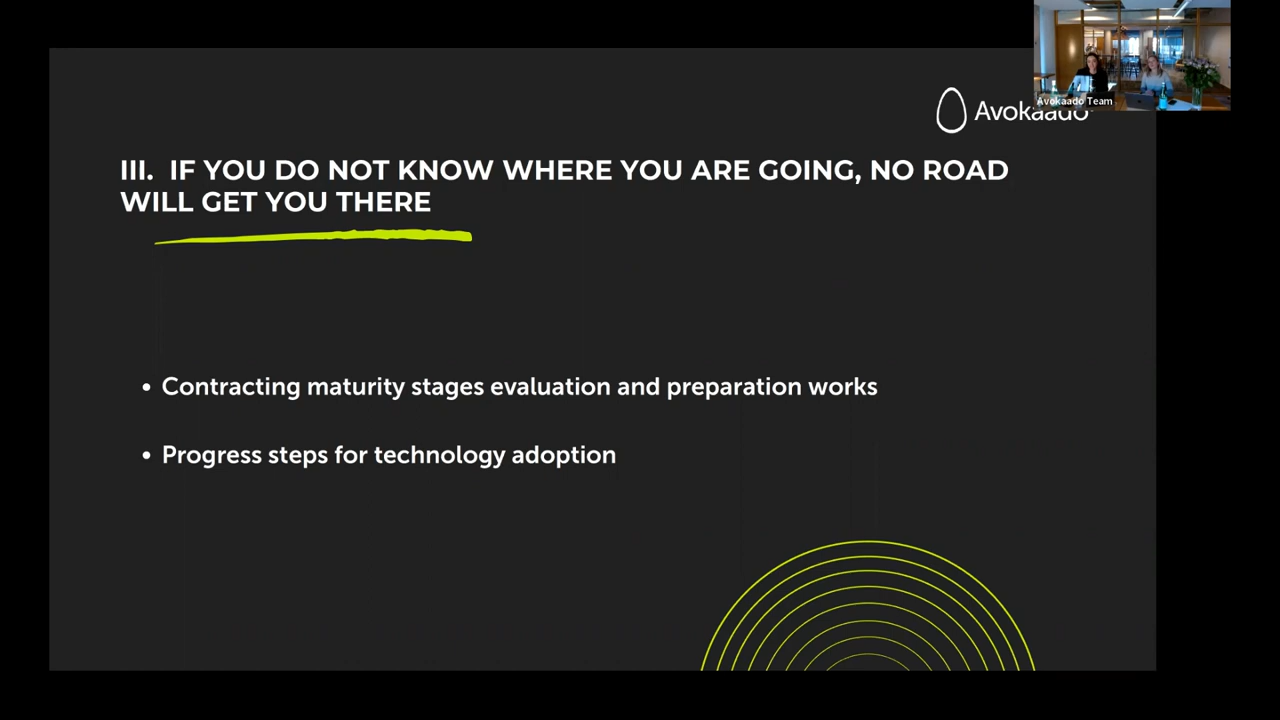 Avokaado Team
Avokaado
III. IF YOU DO NOT KNOW WHERE YOU ARE GOING, NO ROAD
WILL GET YOU THERE
• Contracting maturity stages evaluation and preparation works
• Progress steps for technology adoption